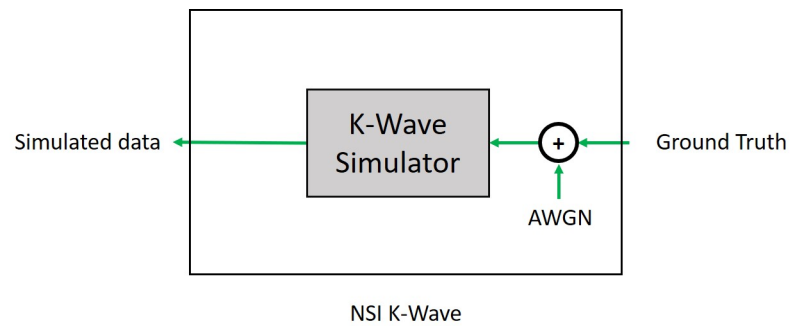 Simulated data
K-Wave
Simulator
+
Ground Truth
AWGN
NSI K-Wave